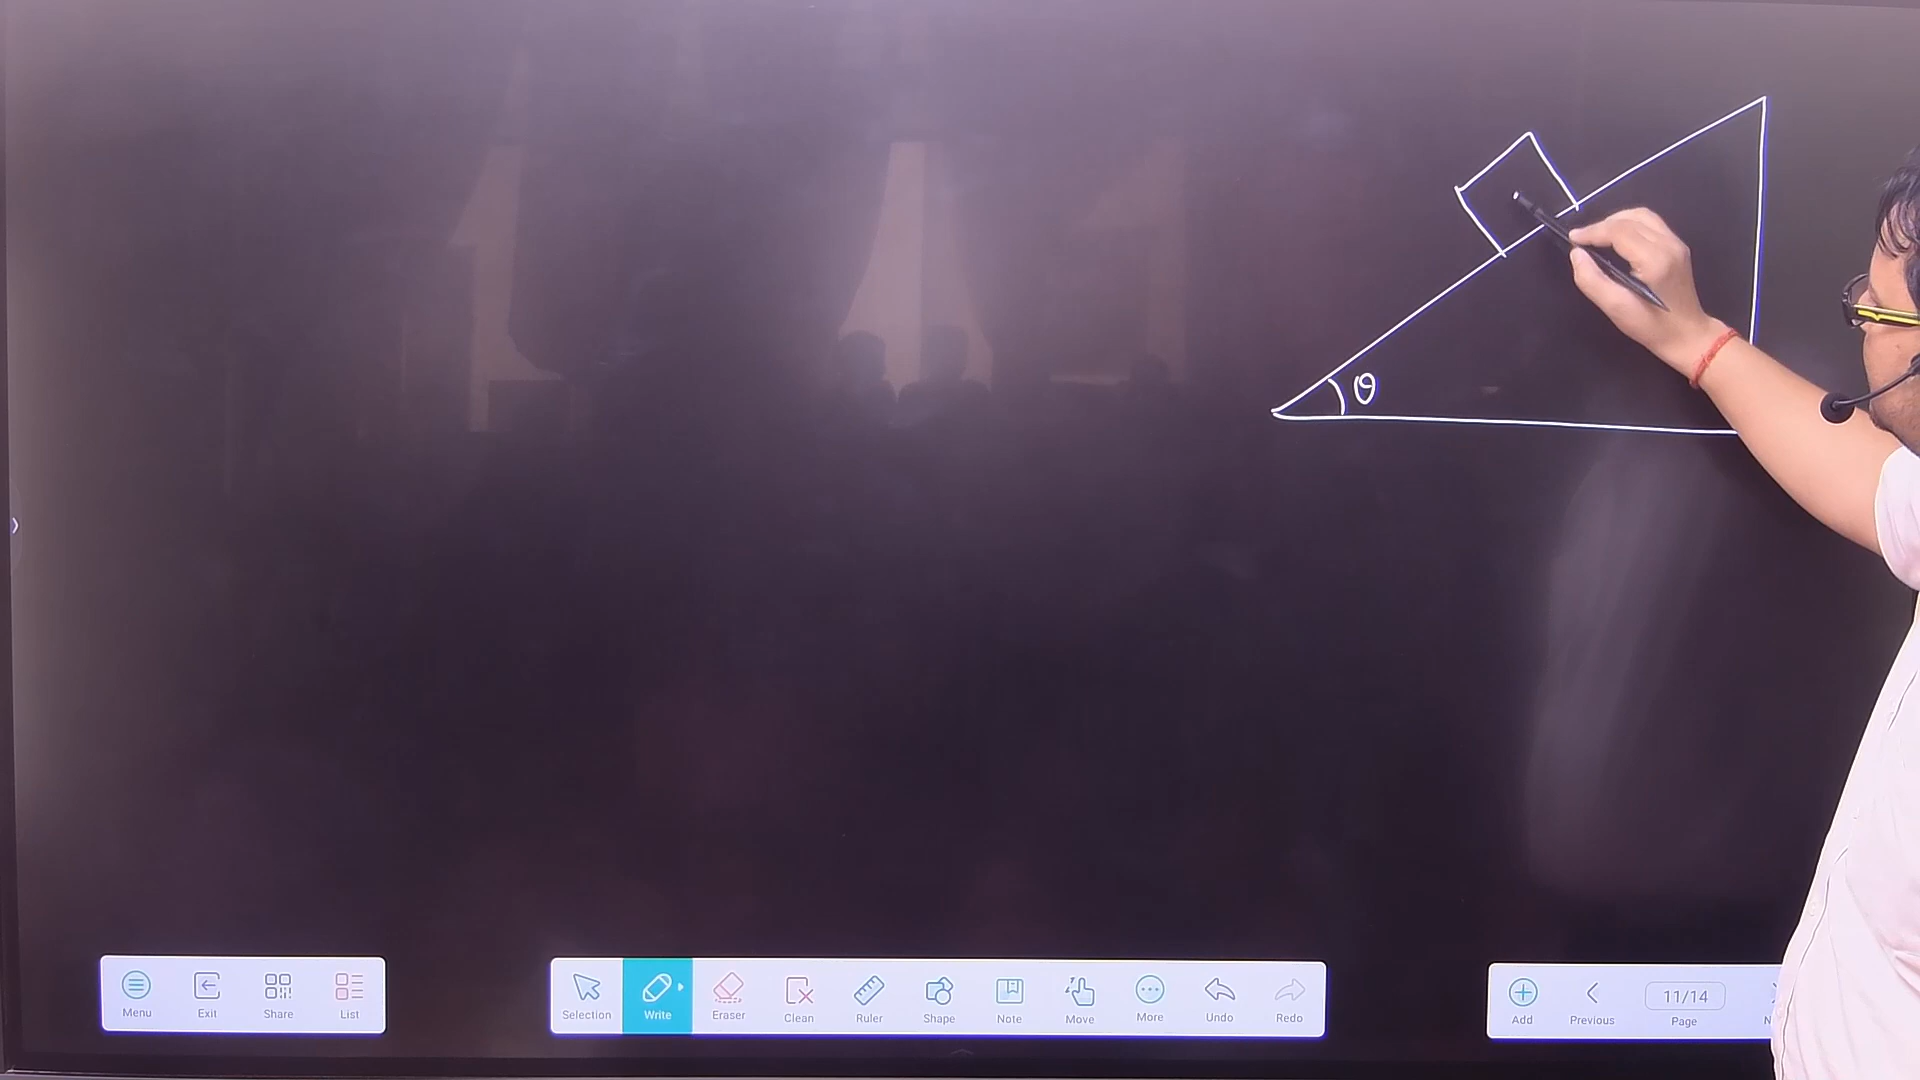 θ
Menu Exit Share List
Selection Write Eraser Clean Ruler Shape Note Move More Undo Redo
Add Previous 11/14 Page